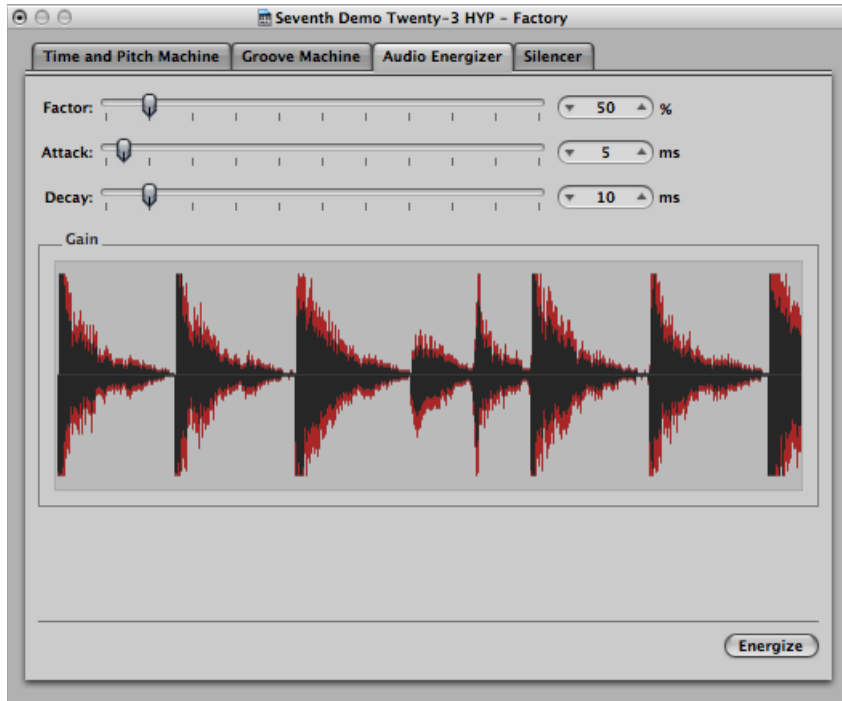 Seventh Demo Twenty-3 HYP - Factory
Time and Pitch Machine Groove Machine Audio Energizer Silencer
Factor: 50 %
Attack: 5 ms
Decay: 10 ms
Gain
Energize